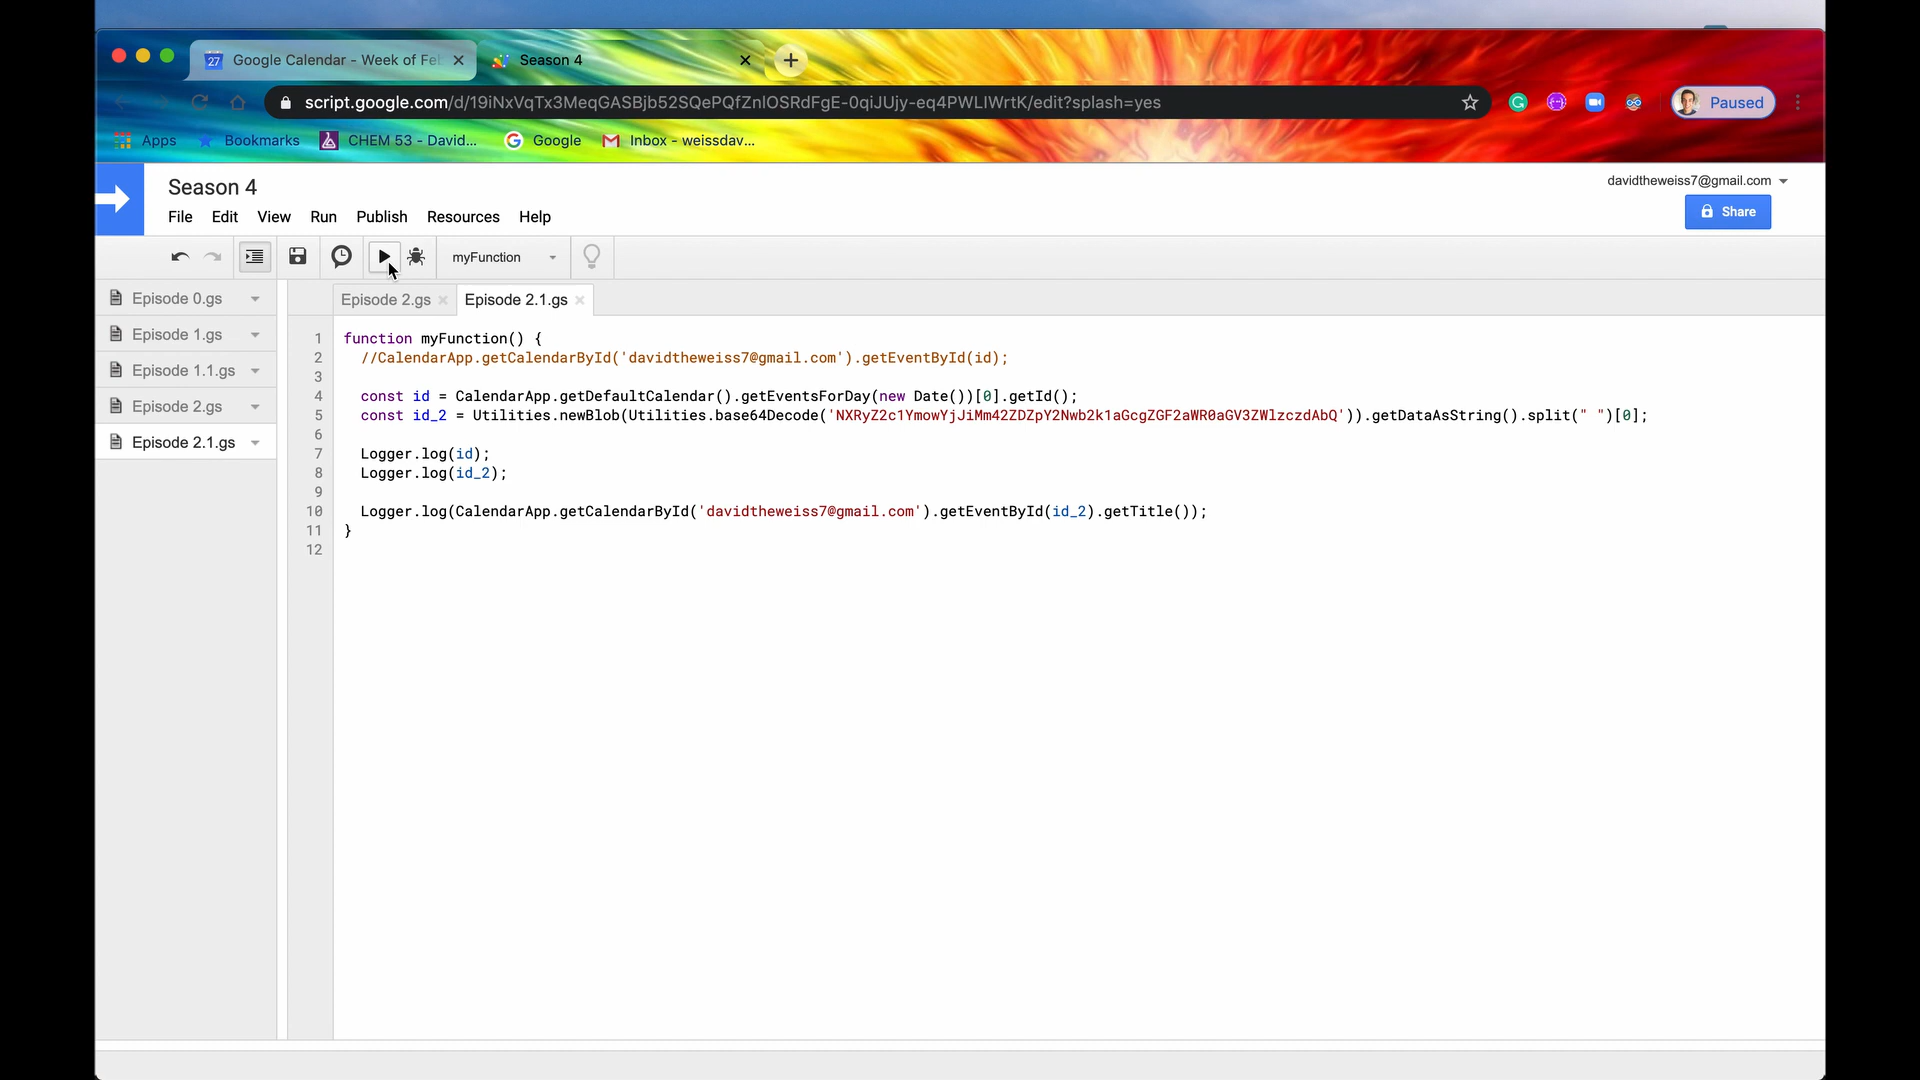 27 Google Calendar - Week of Fe
Season 4
script.google.com/d/19iNxVqTx3MeqGASBjb52SQePQfZnlOSRdFgE-0qiJUjy-eq4PWLIWrtK/edit?splash=yes
Paused
Apps
Bookmarks
CHEM 53 - David...
Google
Inbox - weissdav...
Season 4
davidtheweiss7@gmail.com
File Edit View Run Publish Resources Help
Share
myFunction
Episode 0.gs
Episode 1.gs
Episode 1.1.gs
Episode 2.gs
Episode 2.1.gs
Episode 2.gs
Episode 2.1.gs
1 function myFunction() {
2 //CalendarApp.getCalendarById('davidtheweiss7@gmail.com').getEventById(id);
3
4 const id = CalendarApp.getDefaultCalendar().getEventsForDay(new Date())[0].getId();
5 const id_2 = Utilities.newBlob(Utilities.base64Decode('NXRyZ2c1YmowYjJiMm42ZDZpY2Nwb2k1aGcgZGF2aWR0aGV3ZWlzczdAbQ')).getDataAsString().split(" ")[0];
6
7 Logger.log(id);
8 Logger.log(id_2);
9
10 Logger.log(CalendarApp.getCalendarById('davidtheweiss7@gmail.com').getEventById(id_2).getTitle());
11 }
12